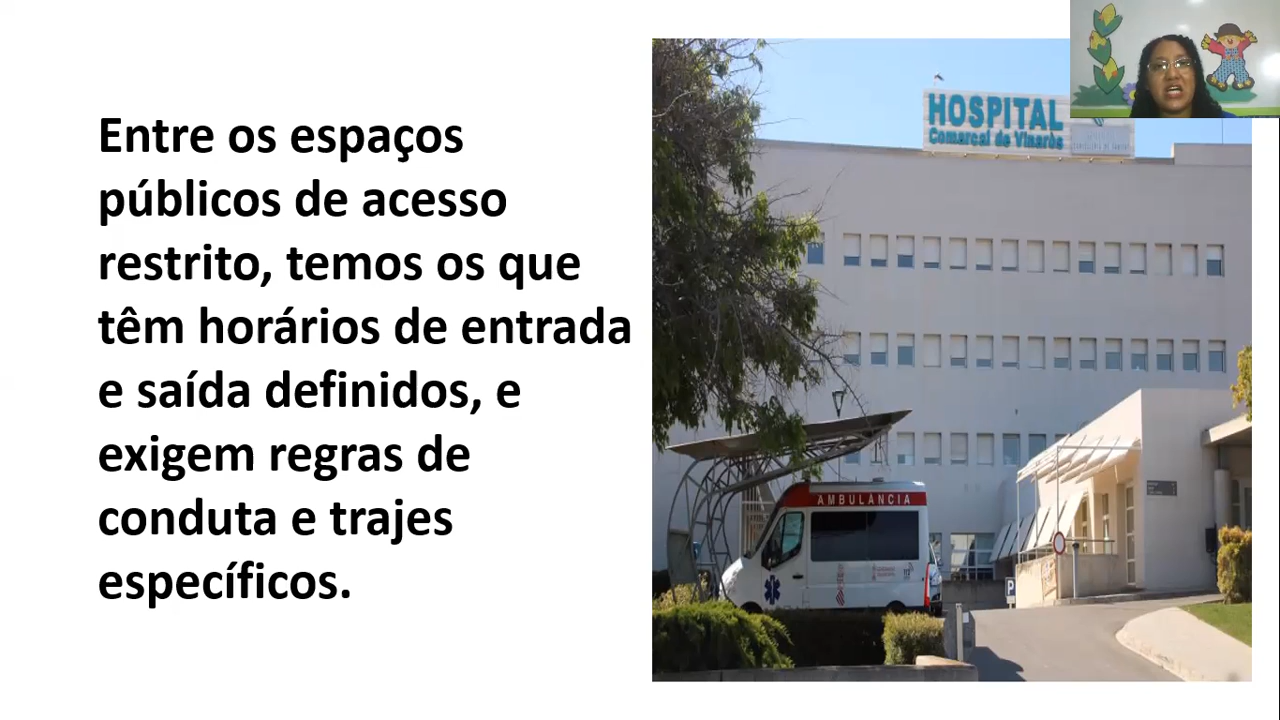 Entre os espaços
públicos de acesso
restrito, temos os que
têm horários de entrada
e saída definidos, e
exigem regras de
conduta e trajes
específicos.
HOSPITAL
Comarcal de Vinaròs
AMBULANCIA
P